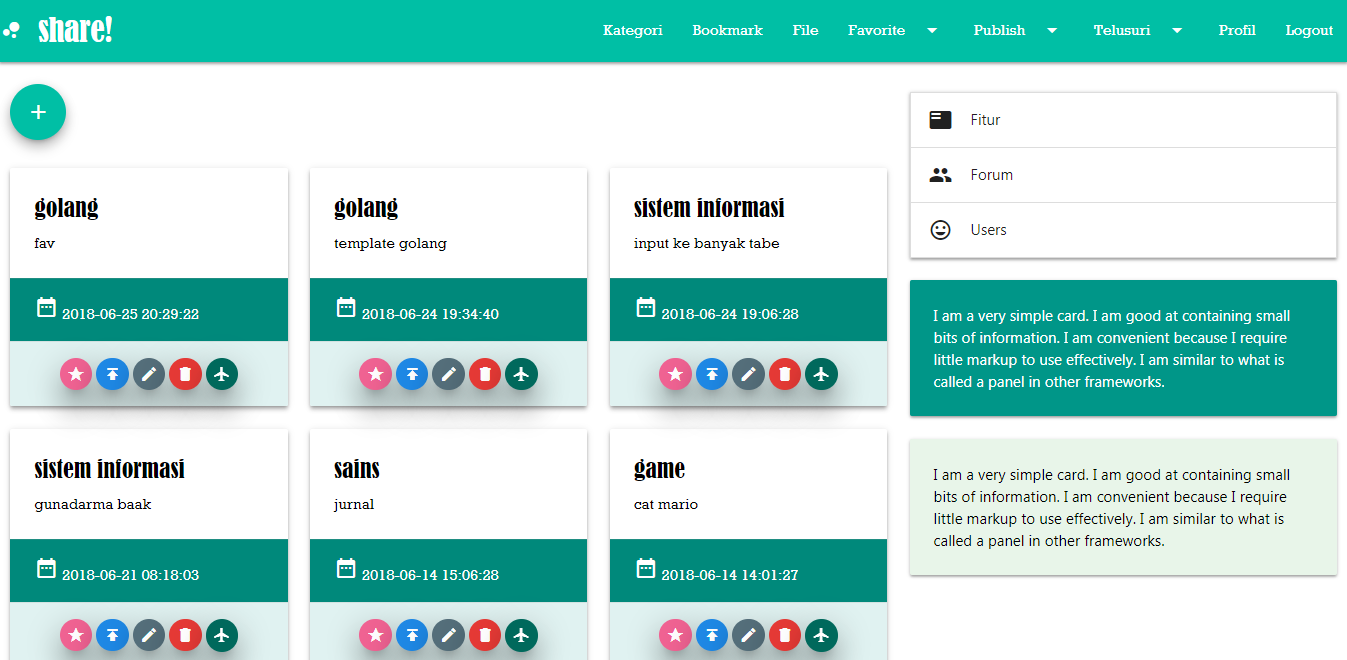 share!
Kategori
Bookmark
File
Favorite
Publish
Telusuri
Profil
Logout
golang
fav
2018-06-25 20:29:22
golang
template golang
2018-06-24 19:34:40
sistem informasi
input ke banyak tabe
2018-06-24 19:06:28
sistem informasi
gunadarma baak
2018-06-21 08:18:03
sains
jurnal
2018-06-14 15:06:28
game
cat mario
2018-06-14 14:01:27
Fitur
Forum
Users
I am a very simple card. I am good at containing small
bits of information. I am convenient because I require
little markup to use effectively. I am similar to what is
called a panel in other frameworks.
I am a very simple card. I am good at containing small
bits of information. I am convenient because I require
little markup to use effectively. I am similar to what is
called a panel in other frameworks.